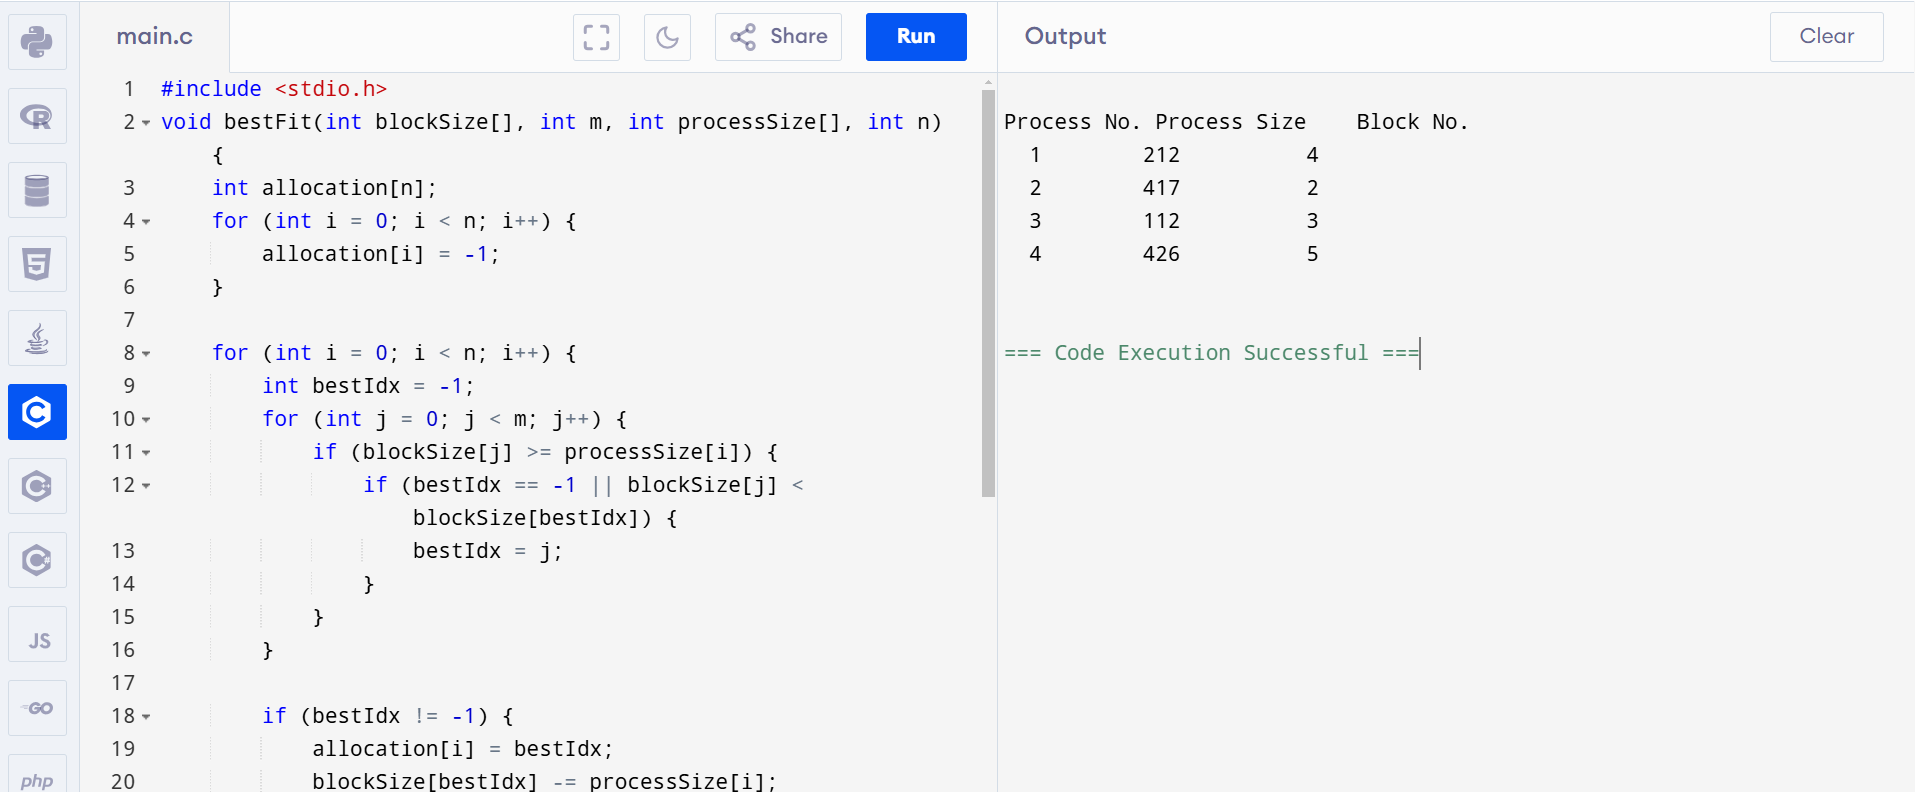 main.c
Share
Run
Output
Clear
1 #include <stdio.h>
2 void bestFit(int blockSize[], int m, int processSize[], int n)
{
3 int allocation[n];
4 for (int i = 0; i < n; i++) {
5 allocation[i] = -1;
6 }
7
8 for (int i = 0; i < n; i++) {
9 int bestIdx = -1;
10 for (int j = 0; j < m; j++) {
11 if (blockSize[j] >= processSize[i]) {
12 if (bestIdx == -1 || blockSize[j] <
blockSize[bestIdx]) {
13 bestIdx = j;
14 }
15 }
16 }
17
18 if (bestIdx != -1) {
19 allocation[i] = bestIdx;
20 blockSize[bestIdx] -= processSize[i];
Process No. Process Size Block No.
1 212 4
2 417 2
3 112 3
4 426 5
=== Code Execution Successful ===
R
5
C
C
C
JS
GO
php